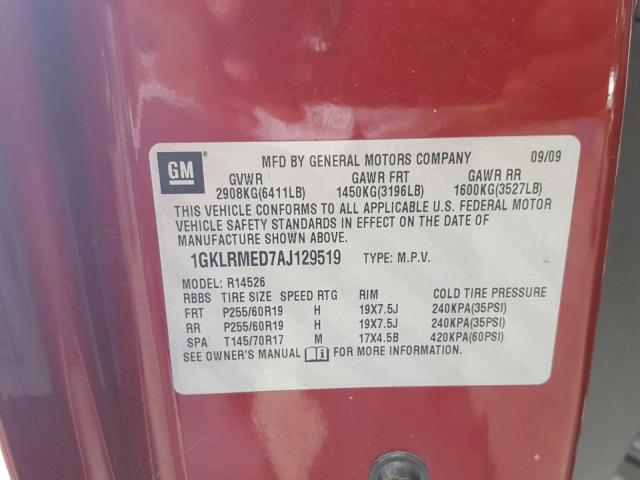 GM ® MFD BY GENERAL MOTORS COMPANY 09/09
GVWR GAWR FRT GAWR RR
2908KG(6411LB) 1450KG(3196LB) 1600KG(3527LB)
THIS VEHICLE CONFORMS TO ALL APPLICABLE U.S. FEDERAL MOTOR
VEHICLE SAFETY STANDARDS IN EFFECT ON THE DATE OF
MANUFACTURE SHOWN ABOVE.
1GKLRMED7AJ129519 TYPE: M.P.V.
MODEL: R14526
RBBS TIRE SIZE SPEED RTG RIM COLD TIRE PRESSURE
FRT P255/60R19 H 19X7.5J 240KPA(35PSI)
RR P255/60R19 H 19X7.5J 240KPA(35PSI)
SPA T145/70R17 M 17X4.5B 420KPA(60PSI)
SEE OWNER'S MANUAL FOR MORE INFORMATION.